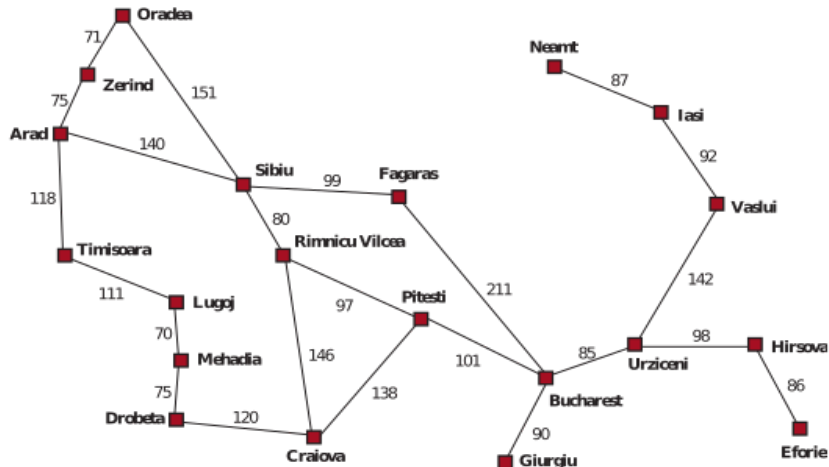 Oradea
Neamt
71
87
Zerind
Iasi
75
151
Arad
140
92
Sibiu
Fagaras
99
118
Vaslui
80
Timisoara
Rimnicu Vilcea
111
Lugoj
97
Pitesti
211
142
70
98
Hirsova
146
Mehadia
101
85
Urziceni
75
138
86
Bucharest
Drobeta
120
90
Craiova
Giurgiu
Eforie